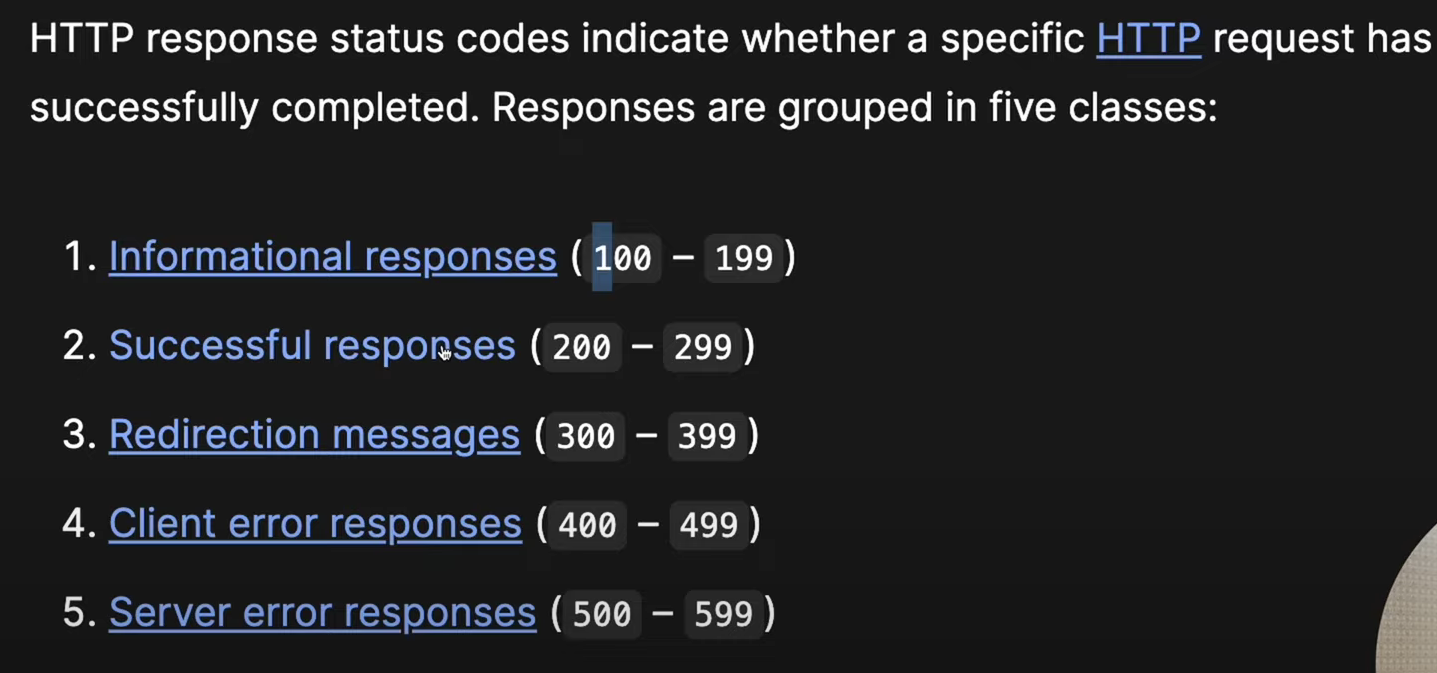 HTTP response status codes indicate whether a specific HTTP request has
successfully completed. Responses are grouped in five classes:
1. Informational responses (100 – 199)
2. Successful responses (200 – 299)
3. Redirection messages (300 – 399)
4. Client error responses (400 – 499)
5. Server error responses (500 – 599)